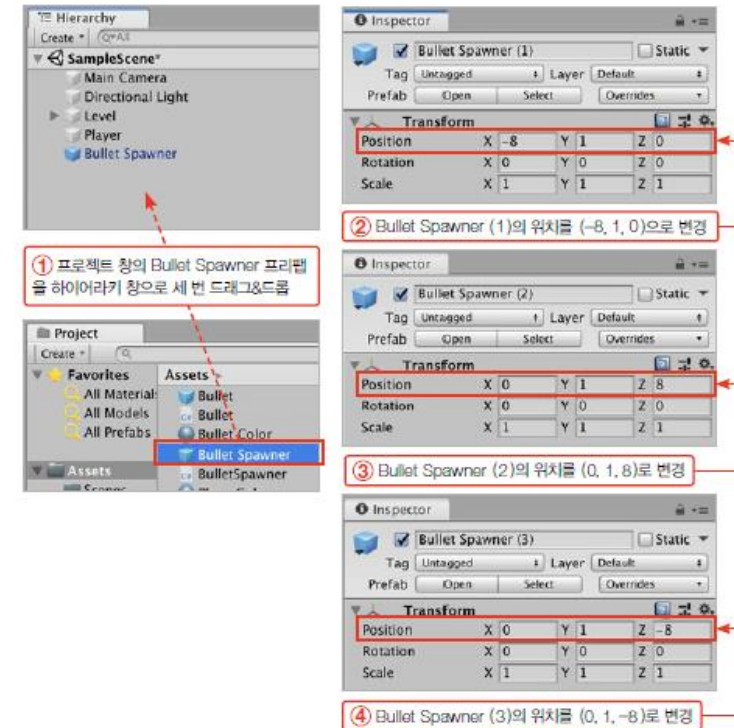 Hierarchy
Create
All
SampleScene*
Main Camera
Directional Light
Level
Player
Bullet Spawner
① 프로젝트 창의 Bullet Spawner 프리팹
을 하이어라키 창으로 세 번 드래그&드롭
Project
Create
Favorites
All Materials
All Models
All Prefabs
Assets
Scenes
Assets
Bullet
Bullet
Bullet Color
Bullet Spawner
BulletSpawner
Inspector
Bullet Spawner (1)
Static
Tag Untagged Layer Default
Prefab Open Select Overrides
Transform
Position X -8 Y 1 Z 0
Rotation X 0 Y 0 Z 0
Scale X 1 Y 1 Z 1
② Bullet Spawner (1)의 위치를 (-8, 1, 0)으로 변경
Inspector
Bullet Spawner (2)
Static
Tag Untagged Layer Default
Prefab Open Select Overrides
Transform
Position X 0 Y 1 Z 8
Rotation X 0 Y 0 Z 0
Scale X 1 Y 1 Z 1
③ Bullet Spawner (2)의 위치를 (0, 1, 8)로 변경
Inspector
Bullet Spawner (3)
Static
Tag Untagged Layer Default
Prefab Open Select Overrides
Transform
Position X 0 Y 1 Z -8
Rotation X 0 Y 0 Z 0
Scale X 1 Y 1 Z 1
④ Bullet Spawner (3)의 위치를 (0, 1, -8)로 변경